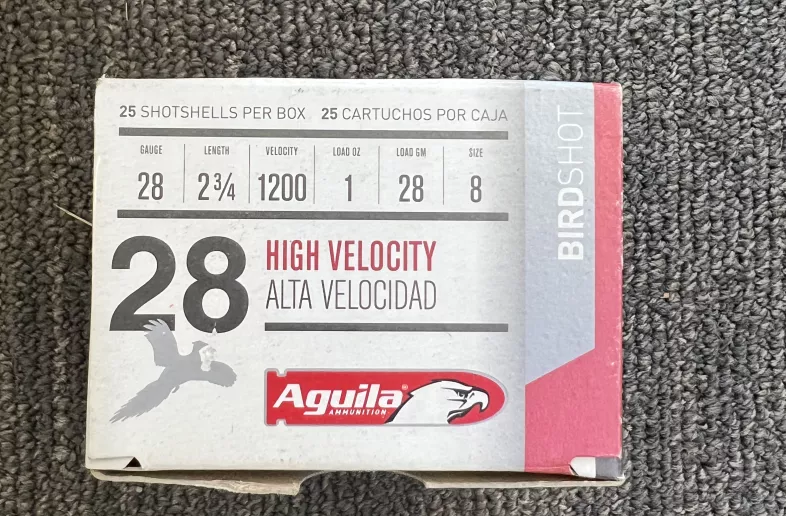 25 SHOTSHELLS PER BOX 25 CARTUCHOS POR CAJA
GAUGE LENGTH VELOCITY LOAD OZ LOAD GM SIZE
28 2¾ 1200 1 28 8
28 HIGH VELOCITY
ALTA VELOCIDAD
Aguila®
AMMUNITION
BIRDSHOT